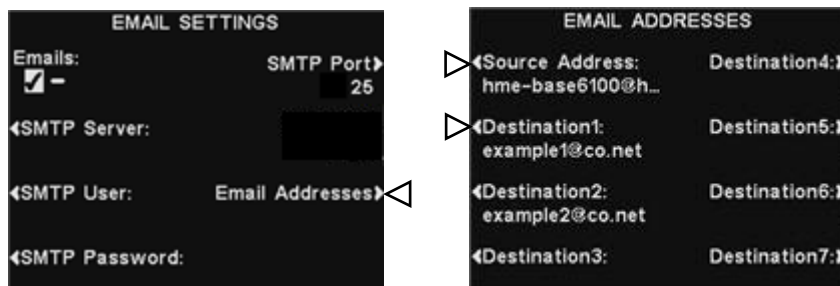 EMAIL SETTINGS
Emails:
SMTP Port
25
SMTP Server:
SMTP User: Email Addresses
SMTP Password:
EMAIL ADDRESSES
Source Address: Destination4:
hme-base6100@h…
Destination1: Destination5:
example1@co.net
Destination2: Destination6:
example2@co.net
Destination3: Destination7: